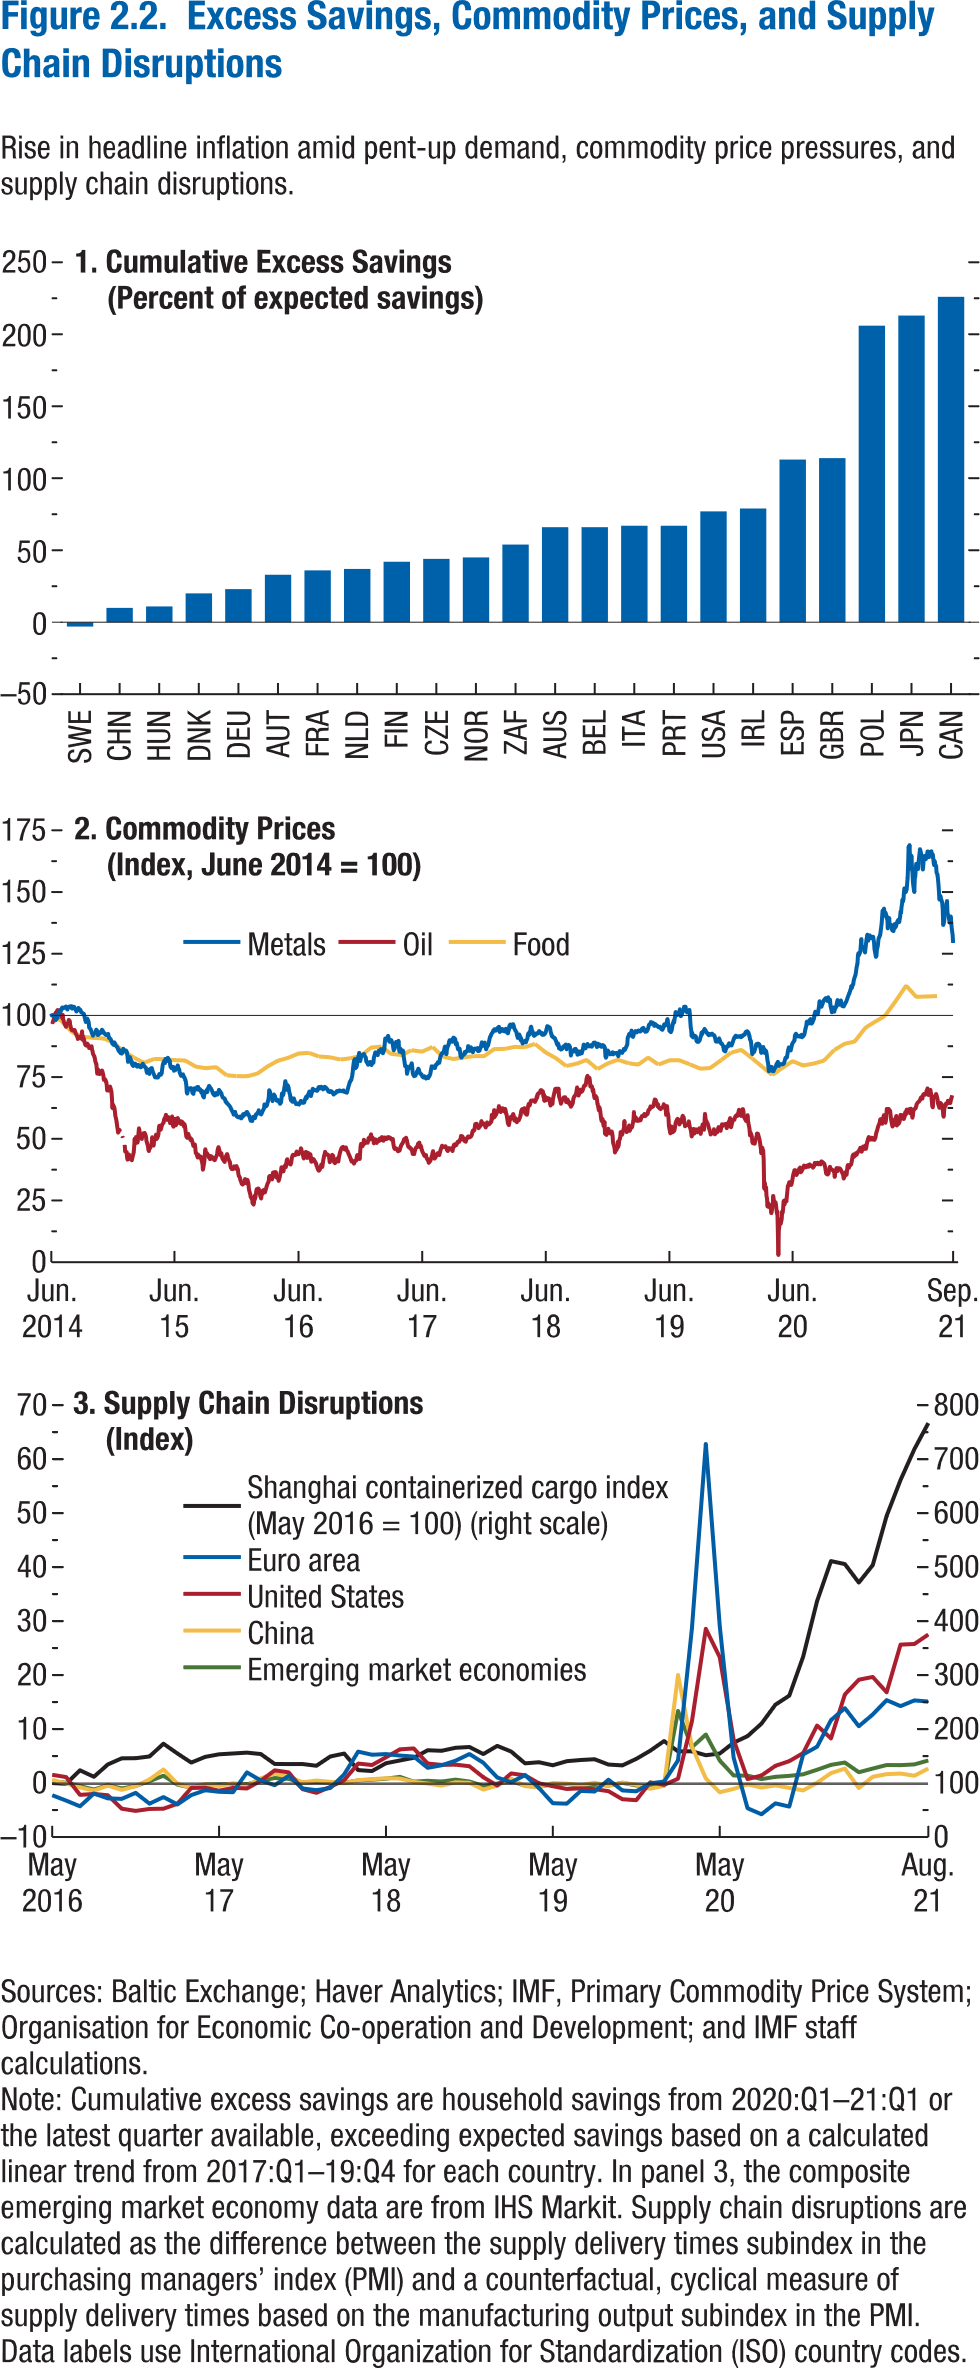 Figure 2.2.  Excess Savings, Commodity Prices, and Supply
Chain Disruptions
Rise in headline inflation amid pent-up demand, commodity price pressures, and
supply chain disruptions.
1. Cumulative Excess Savings
(Percent of expected savings)
250
200
150
100
50
0
–50
SWE CHN HUN DNK DEU AUT FRA NLD FIN CZE NOR ZAF AUS BEL ITA PRT USA IRL ESP GBR POL JPN CAN
2. Commodity Prices
(Index, June 2014 = 100)
Metals Oil Food
175
150
125
100
75
50
25
0
Jun. Jun. Jun. Jun. Jun. Jun. Jun. Sep.
2014 15 16 17 18 19 20 21
3. Supply Chain Disruptions
(Index)
Shanghai containerized cargo index
(May 2016 = 100) (right scale)
Euro area
United States
China
Emerging market economies
70 800
60 700
50 600
40 500
30 400
20 300
10 200
0 100
–10 0
May May May May May Aug.
2016 17 18 19 20 21
Sources: Baltic Exchange; Haver Analytics; IMF, Primary Commodity Price System;
Organisation for Economic Co-operation and Development; and IMF staff
calculations.
Note: Cumulative excess savings are household savings from 2020:Q1–21:Q1 or
the latest quarter available, exceeding expected savings based on a calculated
linear trend from 2017:Q1–19:Q4 for each country. In panel 3, the composite
emerging market economy data are from IHS Markit. Supply chain disruptions are
calculated as the difference between the supply delivery times subindex in the
purchasing managers’ index (PMI) and a counterfactual, cyclical measure of
supply delivery times based on the manufacturing output subindex in the PMI.
Data labels use International Organization for Standardization (ISO) country codes.